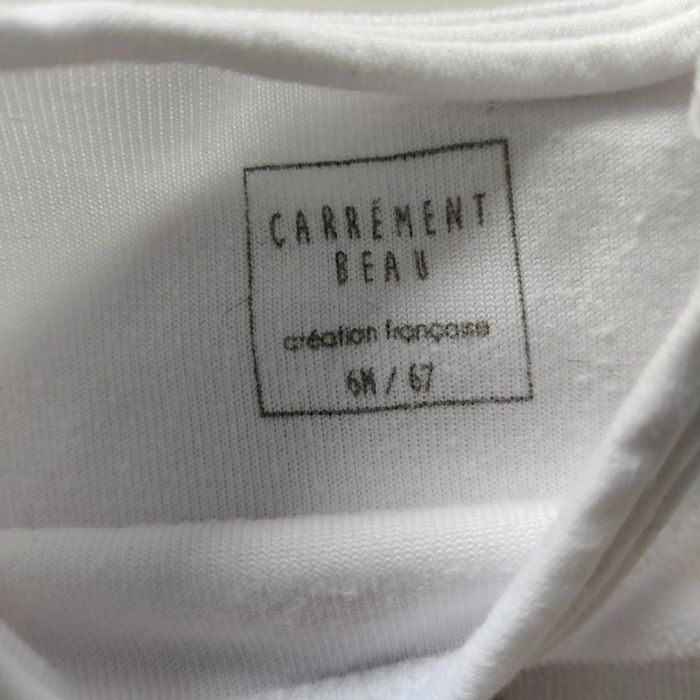 CARRÉMENT
BEAU
création française
6M / 67